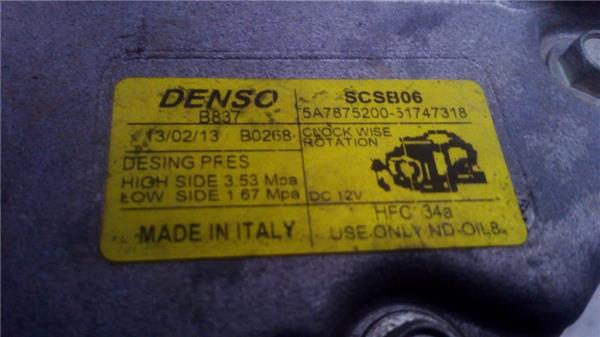 DENSO
B837
SCSB06
5A7875200-51747318
13/02/13 B0268
CLOCK WISE
ROTATION
DESING PRES
HIGH SIDE 3.53 Mpa
LOW SIDE 1 67 Mpa
DC 12V
HFC 34a
MADE IN ITALY
USE ONLY ND-OIL8